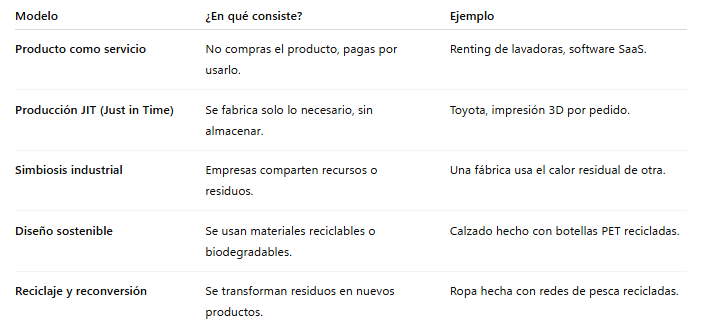 Modelo ¿En qué consiste? Ejemplo
Producto como servicio No compras el producto, pagas por Renting de lavadoras, software SaaS.
usarlo.
Producción JIT (Just in Time) Se fabrica solo lo necesario, sin Toyota, impresión 3D por pedido.
almacenar.
Simbiosis industrial Empresas comparten recursos o Una fábrica usa el calor residual de otra.
residuos.
Diseño sostenible Se usan materiales reciclables o Calzado hecho con botellas PET recicladas.
biodegradables.
Reciclaje y reconversión Se transforman residuos en nuevos Ropa hecha con redes de pesca recicladas.
productos.